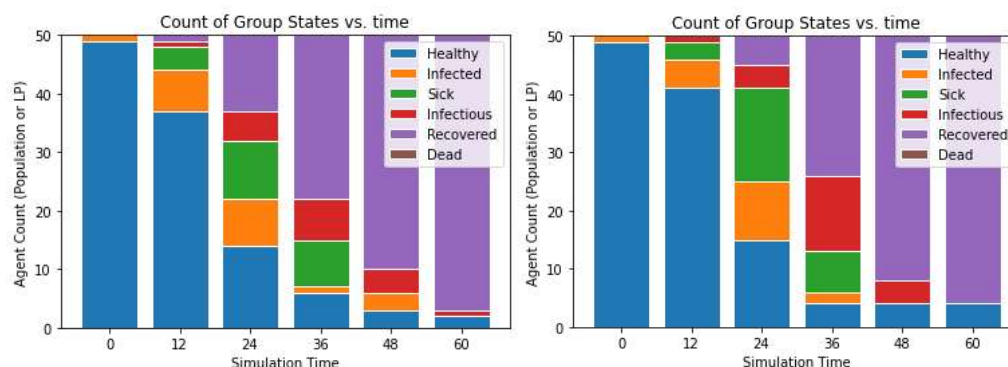 Count of Group States vs. time
50
40
30
20
10
0
Agent Count (Population or LP)
Healthy
Infected
Sick
Infectious
Recovered
Dead
0 12 24 36 48 60
Simulation Time
Count of Group States vs. time
50
40
30
20
10
0
Agent Count (Population or LP)
Healthy
Infected
Sick
Infectious
Recovered
Dead
0 12 24 36 48 60
Simulation Time